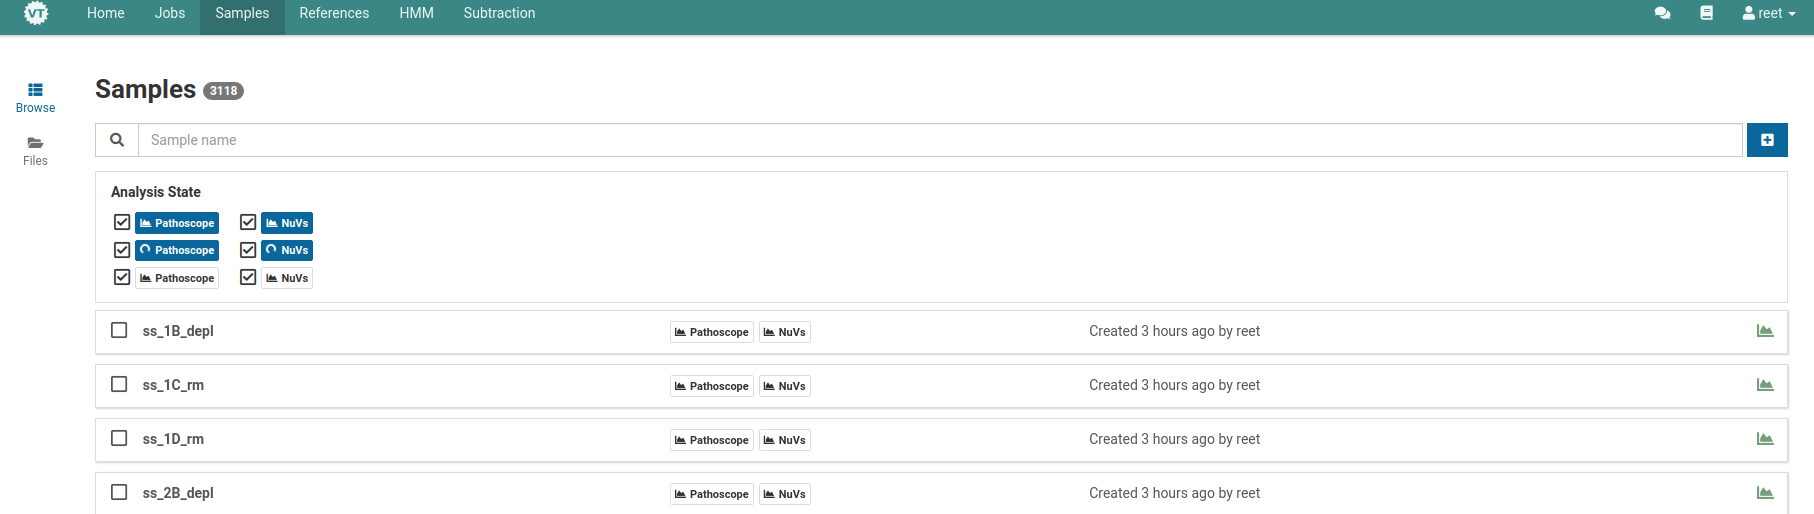 VT Home Jobs Samples References HMM Subtraction reet
Browse
Files
Samples 3118
Sample name
Analysis State
Pathoscope NuVs
Pathoscope NuVs
Pathoscope NuVs
ss_1B_depl Pathoscope NuVs Created 3 hours ago by reet
ss_1C_rm Pathoscope NuVs Created 3 hours ago by reet
ss_1D_rm Pathoscope NuVs Created 3 hours ago by reet
ss_2B_depl Pathoscope NuVs Created 3 hours ago by reet